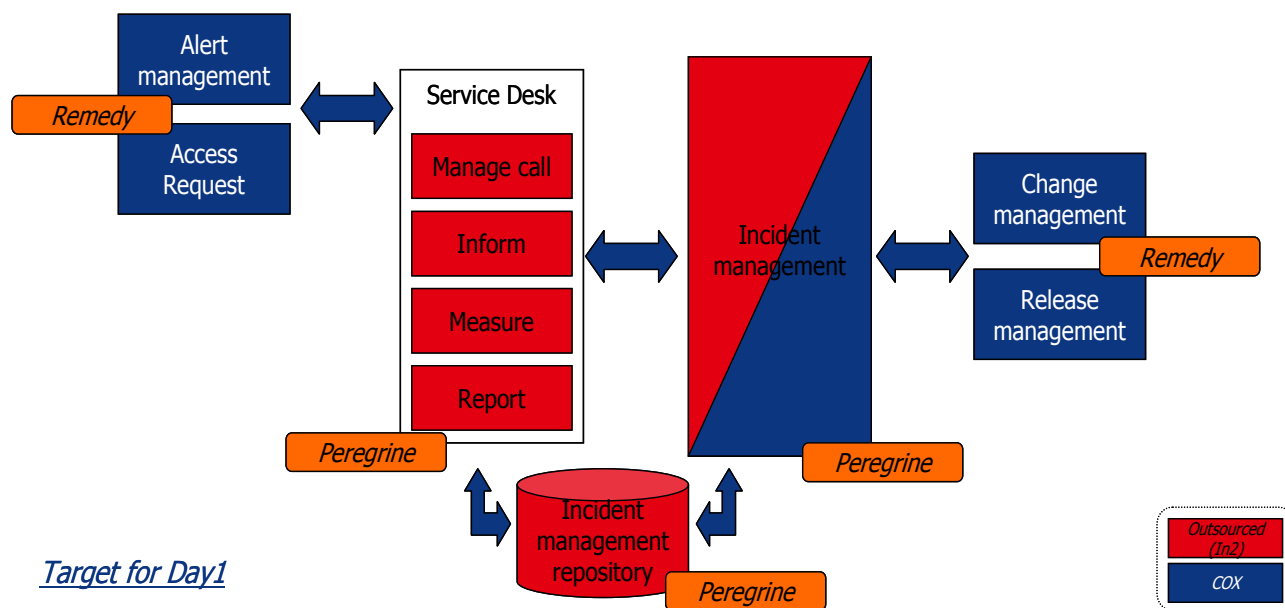 Alert
management
Remedy
Access
Request
Service Desk
Manage call
Inform
Measure
Report
Peregrine
Incident
management
Peregrine
Change
management
Remedy
Release
management
Incident
management
repository
Peregrine
Target for Day1
Outsourced
(In2)
COX